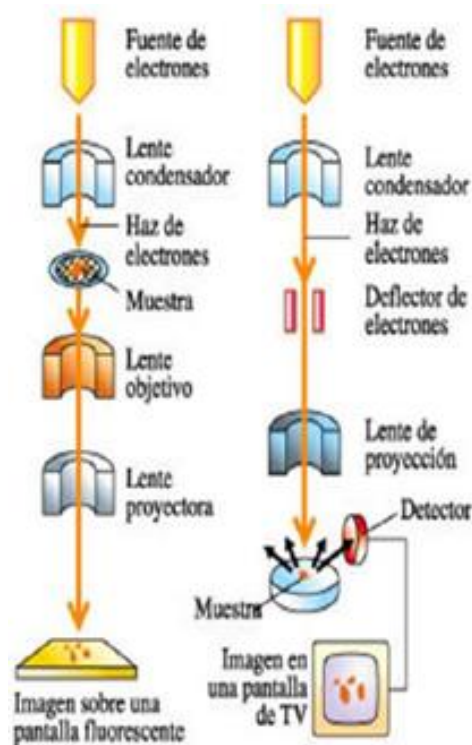 Fuente de
electrones
Lente
condensador
Haz de
electrones
Muestra
Lente
objetivo
Lente
proyectora
Imagen sobre una
pantalla fluorescente
Fuente de
electrones
Lente
condensador
Haz de
electrones
Deflector de
electrones
Lente de
proyección
Detector
Muestra
Imagen en
una pantalla
de TV